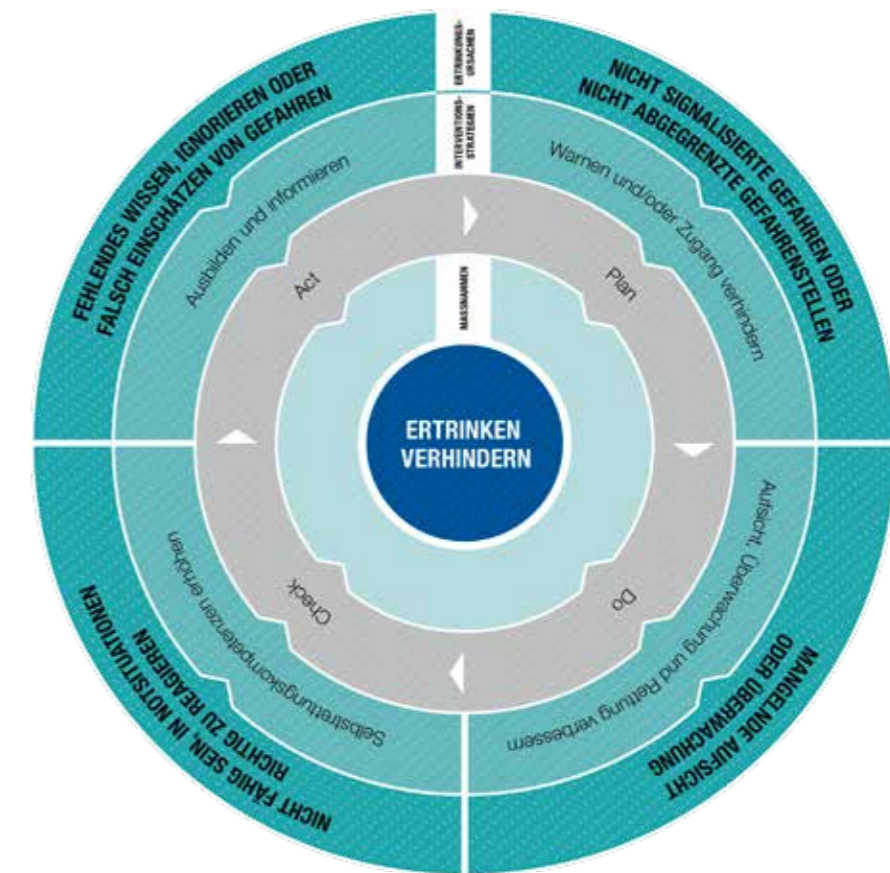 ERTRINKUNGS-
URSACHEN
INTERVENTIONS-
STRATEGIEN
MASSNAHMEN
ERTRINKEN
VERHINDERN
NICHT SIGNALISIERTE GEFAHREN ODER
NICHT ABGEGRENZTE GEFAHRENSTELLEN
Warnen und/oder Zugang verhindern
Plan
MANGELNDE AUFSICHT
ODER ÜBERWACHUNG
Aufsicht, Überwachung und Rettung verbessern
Do
NICHT FÄHIG SEIN, IN NOTSITUATIONEN
RICHTIG ZU REAGIEREN
Selbstrettungskompetenzen erhöhen
Check
FEHLENDES WISSEN, IGNORIEREN ODER
FALSCH EINSCHÄTZEN VON GEFAHREN
Ausbilden und informieren
Act